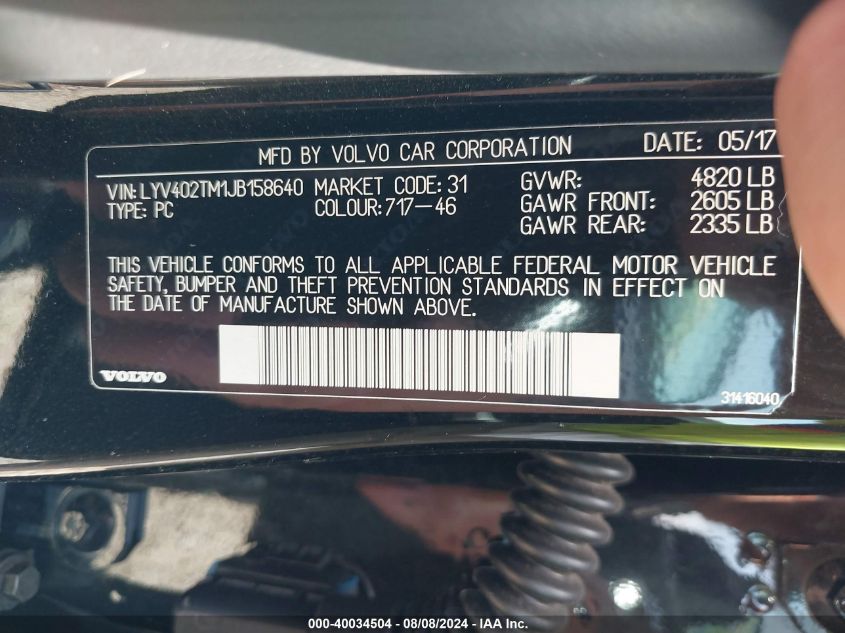 MFD BY VOLVO CAR CORPORATION DATE: 05/17
VIN: LYV402TM1JB158640 MARKET CODE: 31 GVWR: 4820 LB
TYPE: PC COLOUR: 717-46 GAWR FRONT: 2605 LB
GAWR REAR: 2335 LB
THIS VEHICLE CONFORMS TO ALL APPLICABLE FEDERAL MOTOR VEHICLE
SAFETY, BUMPER AND THEFT PREVENTION STANDARDS IN EFFECT ON
THE DATE OF MANUFACTURE SHOWN ABOVE.
VOLVO
31416040
000-40034504 - 08/08/2024 - IAA Inc.